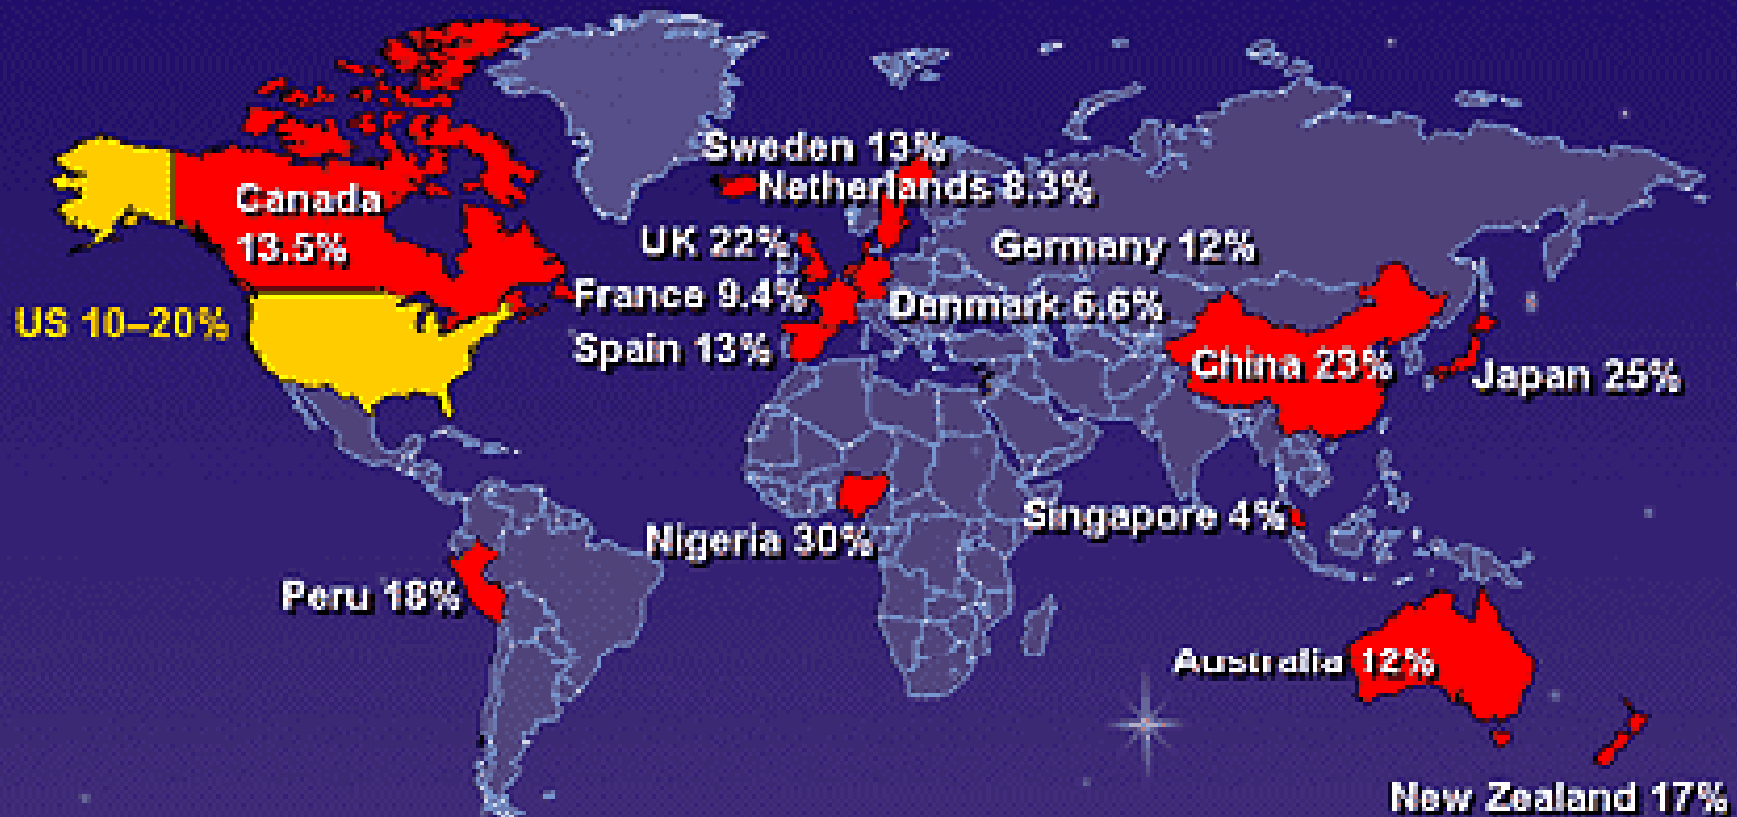 Sweden 13%
Netherlands 8.3%
Canada
13.5%
UK 22%
Germany 12%
France 9.4%
Denmark 6.6%
US 10–20%
Spain 13%
China 23%
Japan 25%
Singapore 4%
Nigeria 30%
Peru 18%
Australia 12%
New Zealand 17%